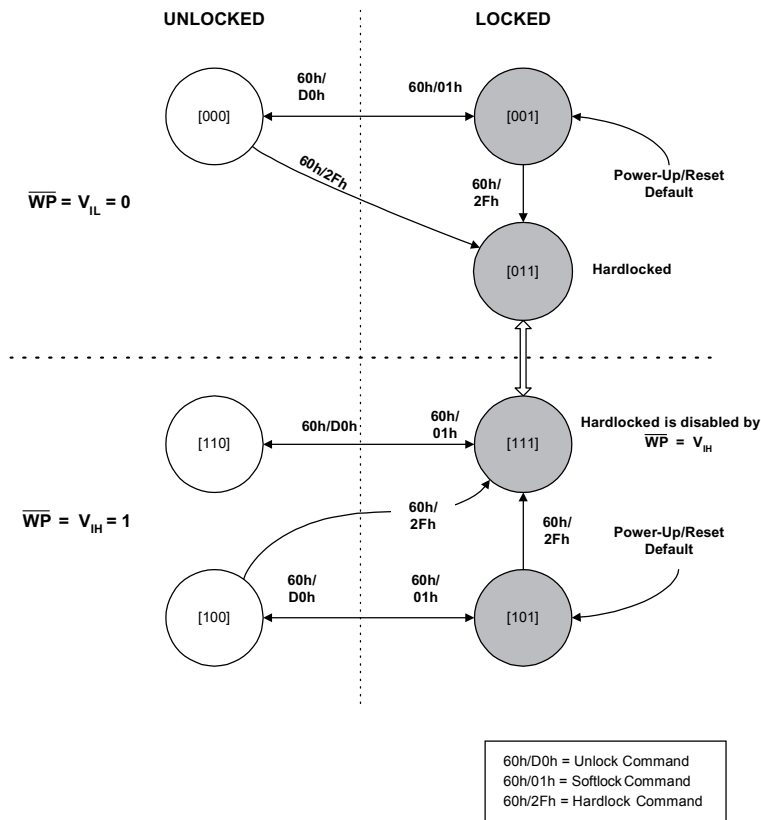 UNLOCKED
LOCKED
60h/
D0h
60h/01h
[000]
[001]
60h/2Fh
60h/
2Fh
Power-Up/Reset
Default
WP = VIL = 0
[011]
Hardlocked
60h/D0h
60h/
01h
[110]
[111]
Hardlocked is disabled by
WP = VIH
WP = VIH = 1
60h/
2Fh
60h/
2Fh
Power-Up/Reset
Default
60h/
D0h
60h/
01h
[100]
[101]
60h/D0h = Unlock Command
60h/01h = Softlock Command
60h/2Fh = Hardlock Command